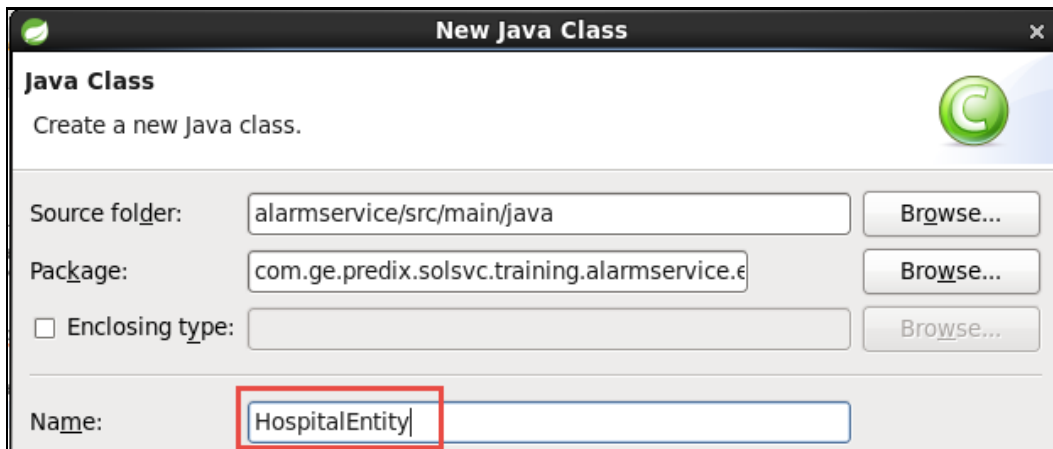 New Java Class
Java Class
Create a new Java class.
C
Source folder: alarmservice/src/main/java Browse...
Package: com.ge.predix.solsvc.training.alarmservice.e Browse...
Enclosing type: Browse...
Name: HospitalEntity